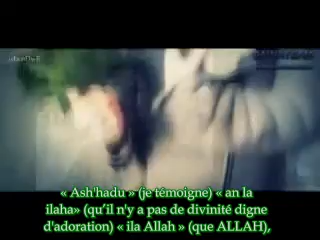 « Ash'hadu » (je témoigne) « an la
ilaha» (qu’il n'y a pas de divinité digne
d'adoration) « ila Allah » (que ALLAH),